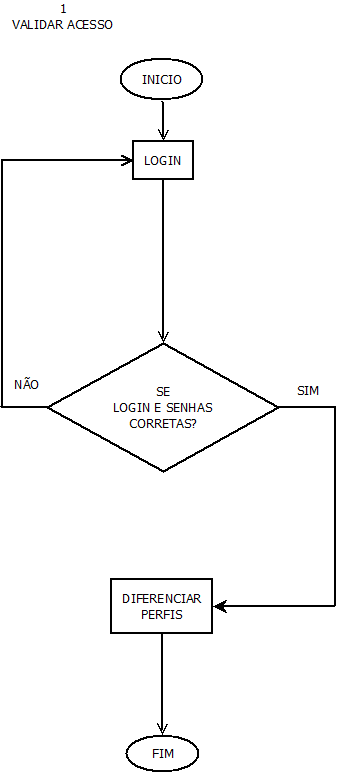 1
VALIDAR ACESSO
INICIO
LOGIN
SE
LOGIN E SENHAS
CORRETAS?
NÃO
SIM
DIFERENCIAR
PERFIS
FIM